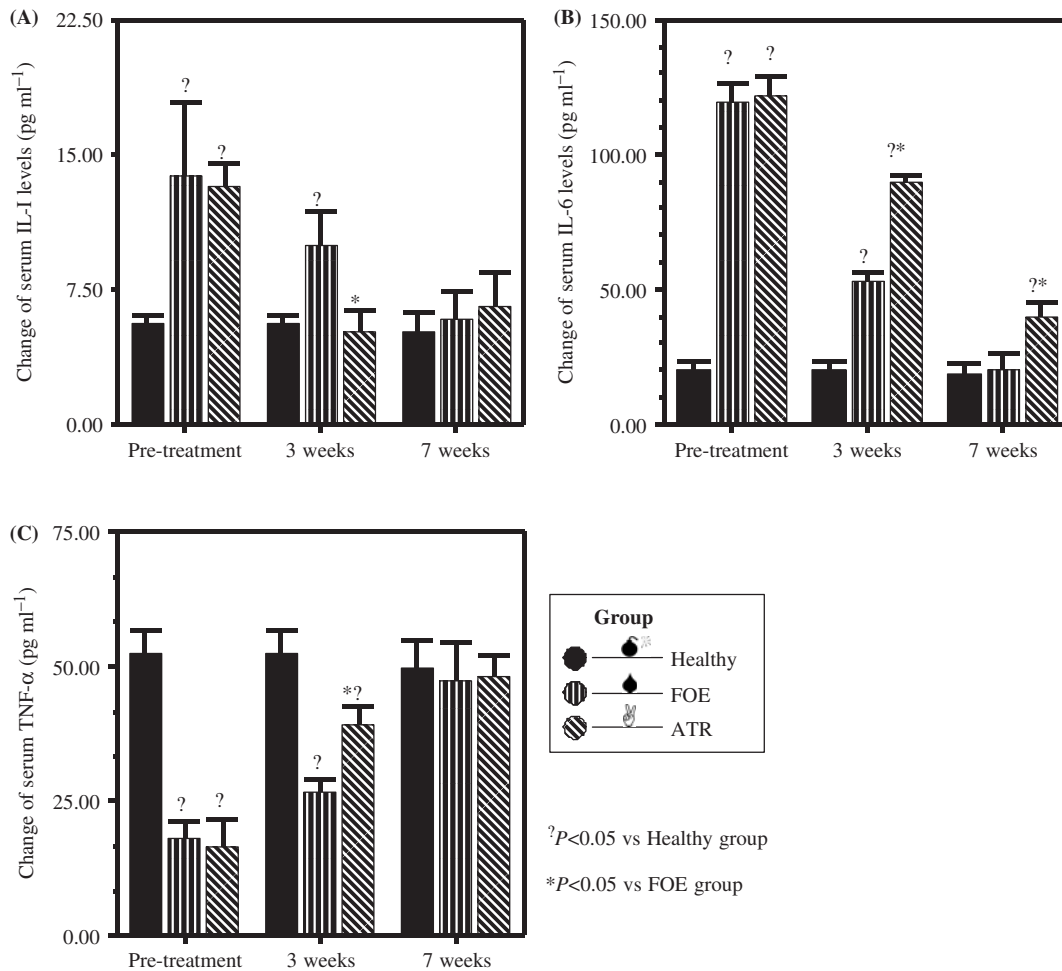 (A)
22.50
15.00
7.50
0.00
Change of serum IL-I levels (pg ml⁻¹)
?
?
?
*
Pre-treatment 3 weeks 7 weeks
(B)
150.00
100.00
50.00
0.00
Change of serum IL-6 levels (pg ml⁻¹)
? ?
?
?*
?*
Pre-treatment 3 weeks 7 weeks
(C)
75.00
50.00
25.00
0.00
Change of serum TNF-α (pg ml⁻¹)
? ?
?
*?
Pre-treatment 3 weeks 7 weeks
Group
Healthy
FOE
ATR
?P<0.05 vs Healthy group
*P<0.05 vs FOE group